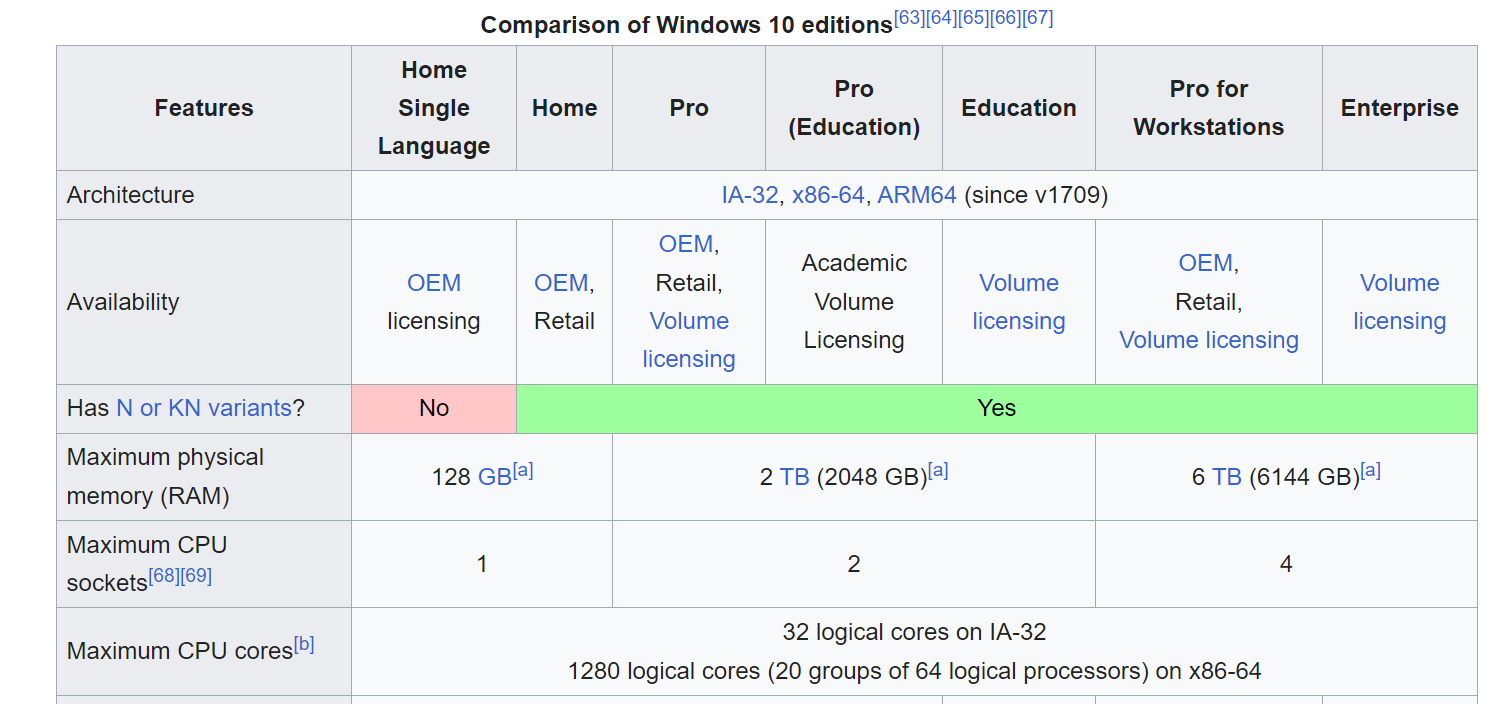 Comparison of Windows 10 editions[63][64][65][66][67]
Features
Home
Single
Language
Home
Pro
Pro
(Education)
Education
Pro for
Workstations
Enterprise
Architecture
IA-32, x86-64, ARM64 (since v1709)
Availability
OEM
licensing
OEM,
Retail
OEM,
Retail,
Volume
licensing
Academic
Volume
Licensing
Volume
licensing
OEM,
Retail,
Volume licensing
Volume
licensing
Has N or KN variants?
No
Yes
Maximum physical
memory (RAM)
128 GB[a]
2 TB (2048 GB)[a]
6 TB (6144 GB)[a]
Maximum CPU
sockets[68][69]
1
2
4
Maximum CPU cores[b]
32 logical cores on IA-32
1280 logical cores (20 groups of 64 logical processors) on x86-64